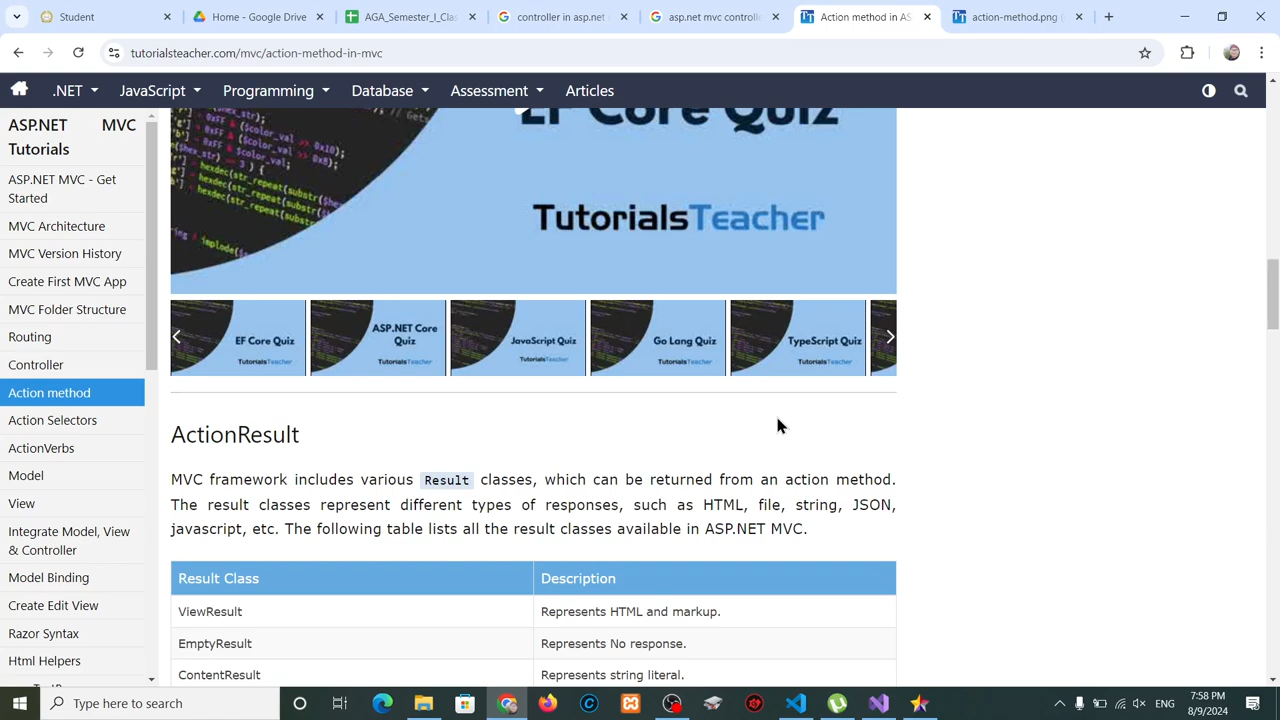 Student
Home - Google Drive
AGA_Semester_I_Clas
controller in asp.net
asp.net mvc controll
Action method in AS
action-method.png (
tutorialsteacher.com/mvc/action-method-in-mvc
.NET JavaScript Programming Database Assessment Articles
ASP.NET MVC
Tutorials
ASP.NET MVC - Get
Started
MVC Architecture
MVC Version History
Create First MVC App
MVC Folder Structure
Routing
Controller
Action method
Action Selectors
ActionVerbs
Model
View
Integrate Model, View
& Controller
Model Binding
Create Edit View
Razor Syntax
Html Helpers
EF Core Quiz
TutorialsTeacher
EF Core Quiz
TutorialsTeacher
ASP.NET Core
Quiz
TutorialsTeacher
JavaScript Quiz
TutorialsTeacher
Go Lang Quiz
TutorialsTeacher
TypeScript Quiz
TutorialsTeacher
ActionResult
MVC framework includes various Result classes, which can be returned from an action method.
The result classes represent different types of responses, such as HTML, file, string, JSON,
javascript, etc. The following table lists all the result classes available in ASP.NET MVC.
Result Class Description
ViewResult Represents HTML and markup.
EmptyResult Represents No response.
ContentResult Represents string literal.
Type here to search
ENG
7:58 PM
8/9/2024